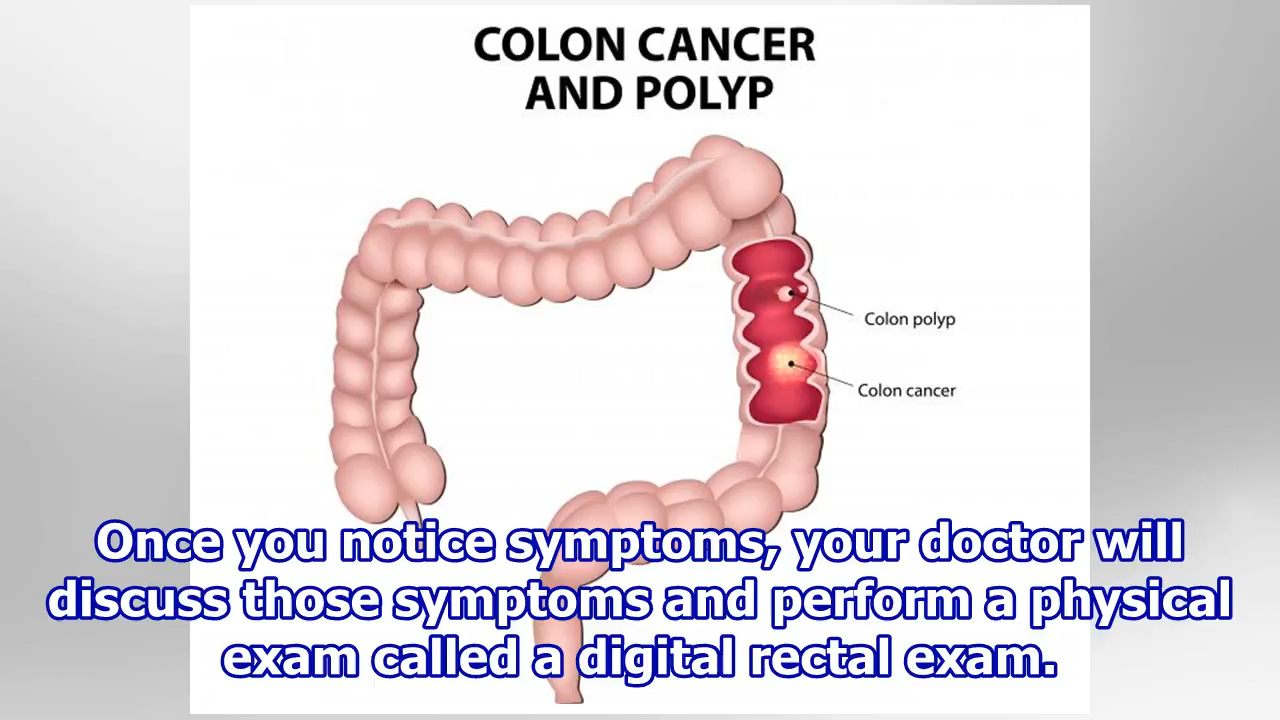 COLON CANCER
AND POLYP
Colon polyp
Colon cancer
Once you notice symptoms, your doctor will
discuss those symptoms and perform a physical
exam called a digital rectal exam.